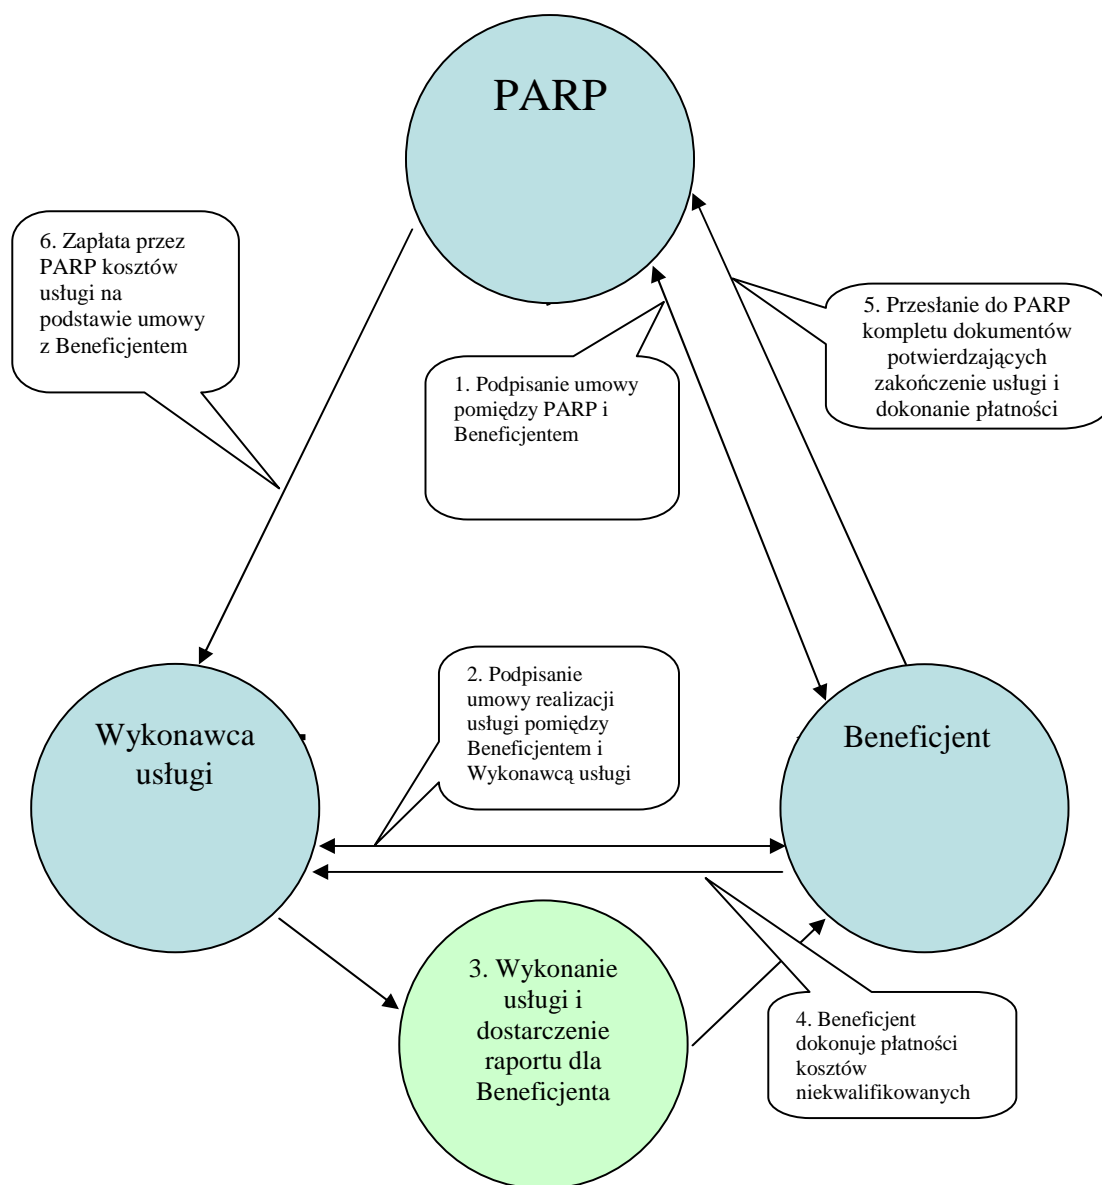 PARP
6. Zapłata przez
PARP kosztów
usługi na
podstawie umowy
z Beneficjentem
1. Podpisanie umowy
pomiędzy PARP i
Beneficjentem
5. Przesłanie do PARP
kompletu dokumentów
potwierdzających
zakończenie usługi i
dokonanie płatności
2. Podpisanie
umowy realizacji
usługi pomiędzy
Beneficjentem i
Wykonawcą usługi
Wykonawca
usługi
Beneficjent
3. Wykonanie
usługi i
dostarczenie
raportu dla
Beneficjenta
4. Beneficjent
dokonuje płatności
kosztów
niekwalifikowanych